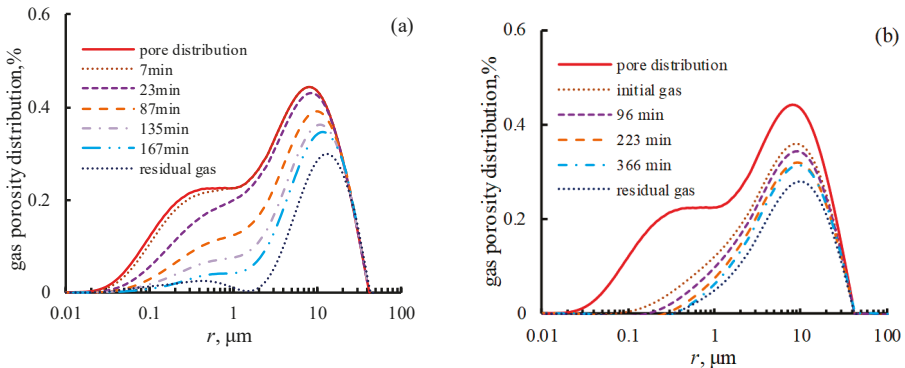 (a)
0.6
0.4
0.2
0
gas porosity distribution,%
pore distribution
7min
23min
87min
135min
167min
residual gas
0.01
0.1
1
10
100
r, μm
(b)
0.6
0.4
0.2
0
gas porosity distribution,%
pore distribution
initial gas
96 min
223 min
366 min
residual gas
0.01
0.1
1
10
100
r, μm